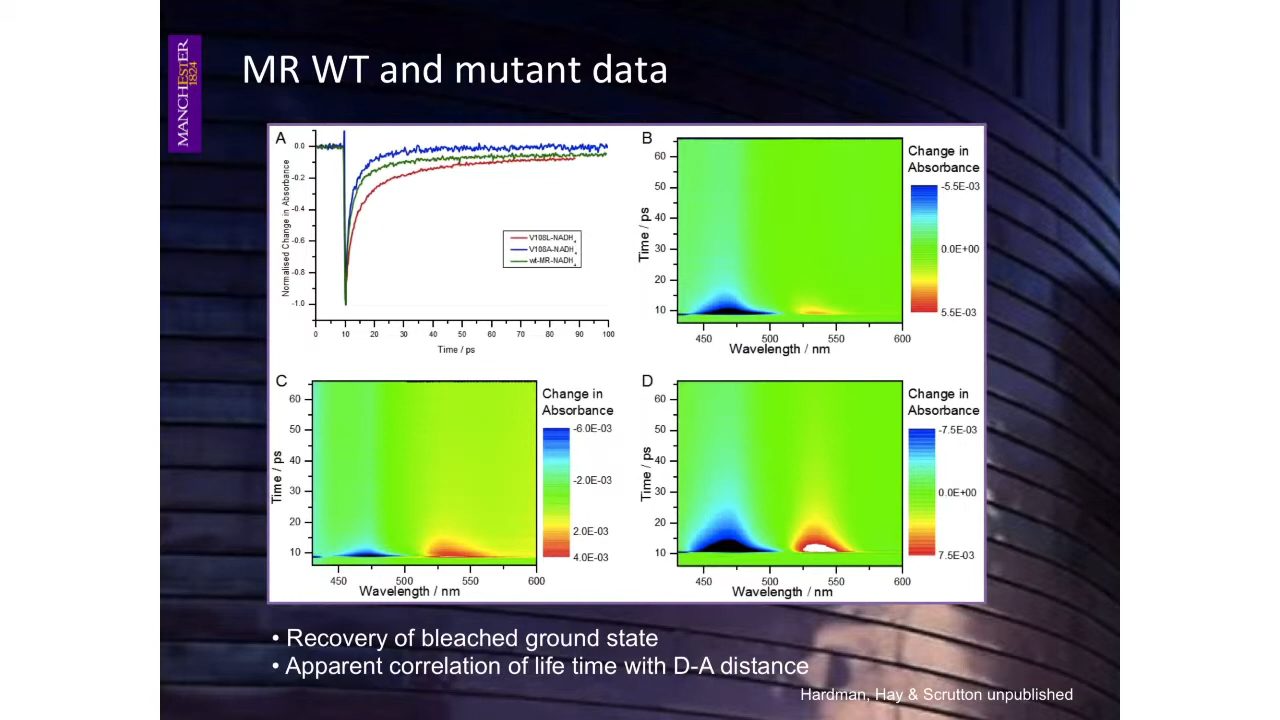 MANCHESTER
1824
MR WT and mutant data
A
Normalised Change in Absorbance
0.0
-0.2
-0.4
-0.6
-0.8
-1.0
0 10 20 30 40 50 60 70 80 90 100
Time / ps
V108L-NADH4
V108A-NADH4
wt-MR-NADH4
B
Time / ps
60
50
40
30
20
10
450 500 550 600
Wavelength / nm
Change in
Absorbance
-5.5E-03
0.0E+00
5.5E-03
C
Time / ps
60
50
40
30
20
10
450 500 550 600
Wavelength / nm
Change in
Absorbance
-6.0E-03
-2.0E-03
2.0E-03
4.0E-03
D
Time / ps
60
50
40
30
20
10
450 500 550 600
Wavelength / nm
Change in
Absorbance
-7.5E-03
0.0E+00
7.5E-03
• Recovery of bleached ground state
• Apparent correlation of life time with D-A distance
Hardman, Hay & Scrutton unpublished